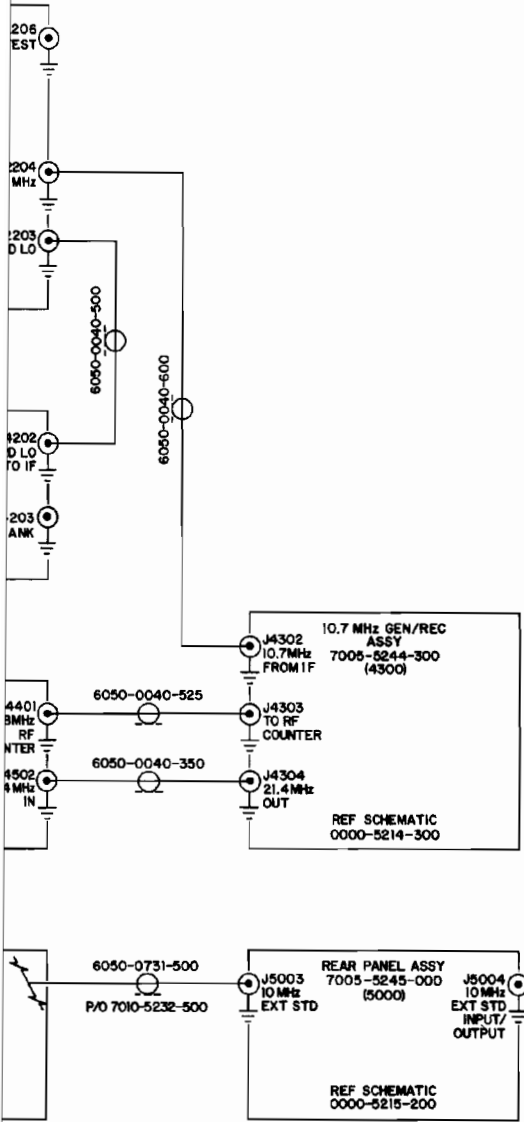 206
EST
2204
MHz
2203
D LO
6050-0040-500
6050-0040-600
4202
D LO
TO IF
203
ANK
J4302
10.7MHz
FROM IF
10.7 MHz GEN/REC
ASSY
7005-5244-300
(4300)
4401
8MHz
RF
NTER
6050-0040-525
J4303
TO RF
COUNTER
4502
4 MHz
IN
6050-0040-350
J4304
21.4MHz
OUT
REF SCHEMATIC
0000-5214-300
6050-0731-500
P/O 7010-5232-500
J5003
10 MHz
EXT STD
REAR PANEL ASSY
7005-5245-000
(5000)
J5004
10 MHz
EXT STD
INPUT/
OUTPUT
REF SCHEMATIC
0000-5215-200